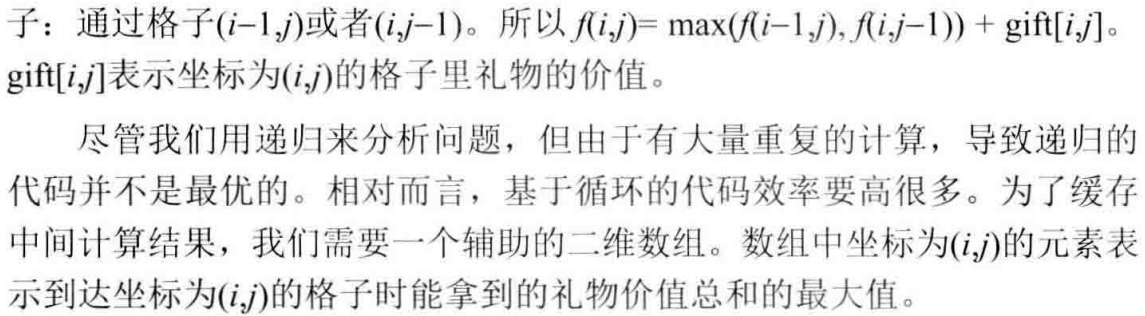 子：通过格子(i−1,j)或者(i,j−1)。所以 f(i,j)= max(f(i−1,j), f(i,j−1)) + gift[i,j]。
gift[i,j]表示坐标为(i,j)的格子里礼物的价值。
尽管我们用递归来分析问题，但由于有大量重复的计算，导致递归的
代码并不是最优的。相对而言，基于循环的代码效率要高很多。为了缓存
中间计算结果，我们需要一个辅助的二维数组。数组中坐标为(i,j)的元素表
示到达坐标为(i,j)的格子时能拿到的礼物价值总和的最大值。